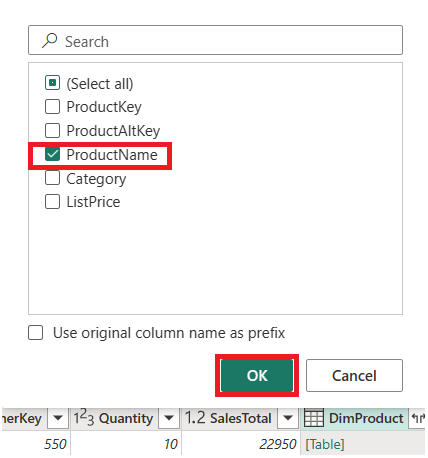 Search
(Select all)
ProductKey
ProductAltKey
ProductName
Category
ListPrice
Use original column name as prefix
OK Cancel
nerKey 1²3 Quantity 1.2 SalesTotal DimProduct
550 10 22950 [Table]